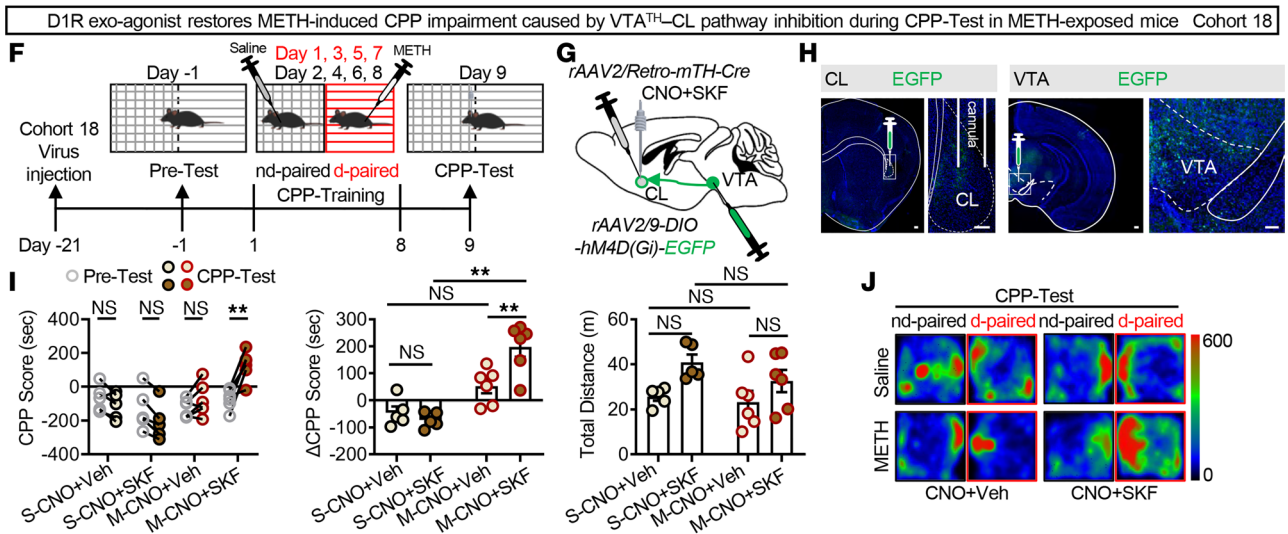 D1R exo-agonist restores METH-induced CPP impairment caused by VTATH–CL pathway inhibition during CPP-Test in METH-exposed mice Cohort 18
F
Saline
Day 1, 3, 5, 7
METH
Day -1
Day 2, 4, 6, 8
Day 9
Cohort 18
Virus
injection
Pre-Test
nd-paired d-paired
CPP-Test
CPP-Training
Day -21
-1
1
8
9
G
rAAV2/Retro-mTH-Cre
CNO+SKF
CL
VTA
rAAV2/9-DIO
-hM4D(Gi)-EGFP
H
CL EGFP
VTA EGFP
cannula
CL
VTA
I
Pre-Test
CPP-Test
NS
NS
NS
**
CPP Score (sec)
400
200
0
-200
-400
S-CNO+Veh
S-CNO+SKF
M-CNO+Veh
M-CNO+SKF
**
NS
**
NS
ΔCPP Score (sec)
300
200
100
0
-100
-200
S-CNO+Veh
S-CNO+SKF
M-CNO+Veh
M-CNO+SKF
NS
NS
NS
NS
Total Distance (m)
60
40
20
0
S-CNO+Veh
S-CNO+SKF
M-CNO+Veh
M-CNO+SKF
J
CPP-Test
nd-paired d-paired nd-paired d-paired
Saline
METH
CNO+Veh
CNO+SKF
600
0